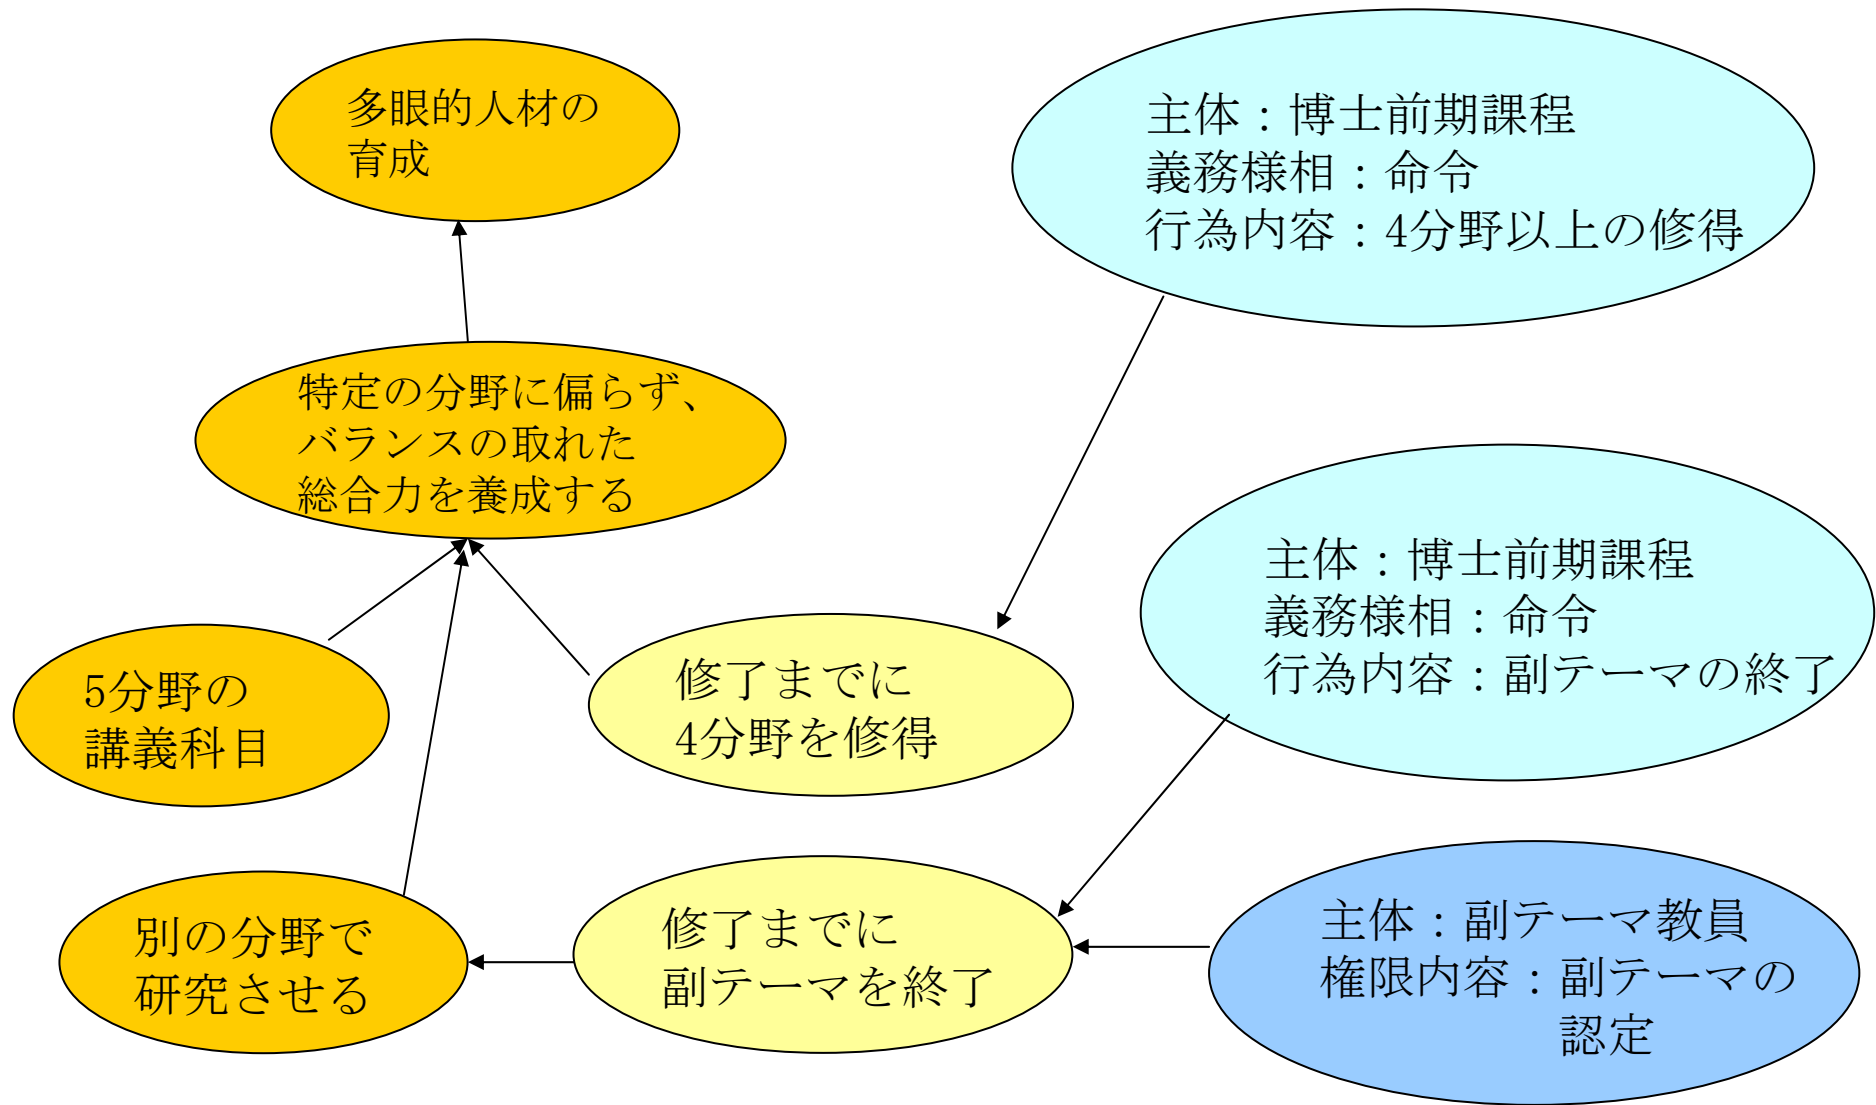 多眼的人材の
育成
主体：博士前期課程
義務様相：命令
行為内容：4分野以上の修得
特定の分野に偏らず、
バランスの取れた
総合力を養成する
主体：博士前期課程
義務様相：命令
行為内容：副テーマの終了
5分野の
講義科目
修了までに
4分野を修得
別の分野で
研究させる
修了までに
副テーマを終了
主体：副テーマ教員
権限内容：副テーマの
認定